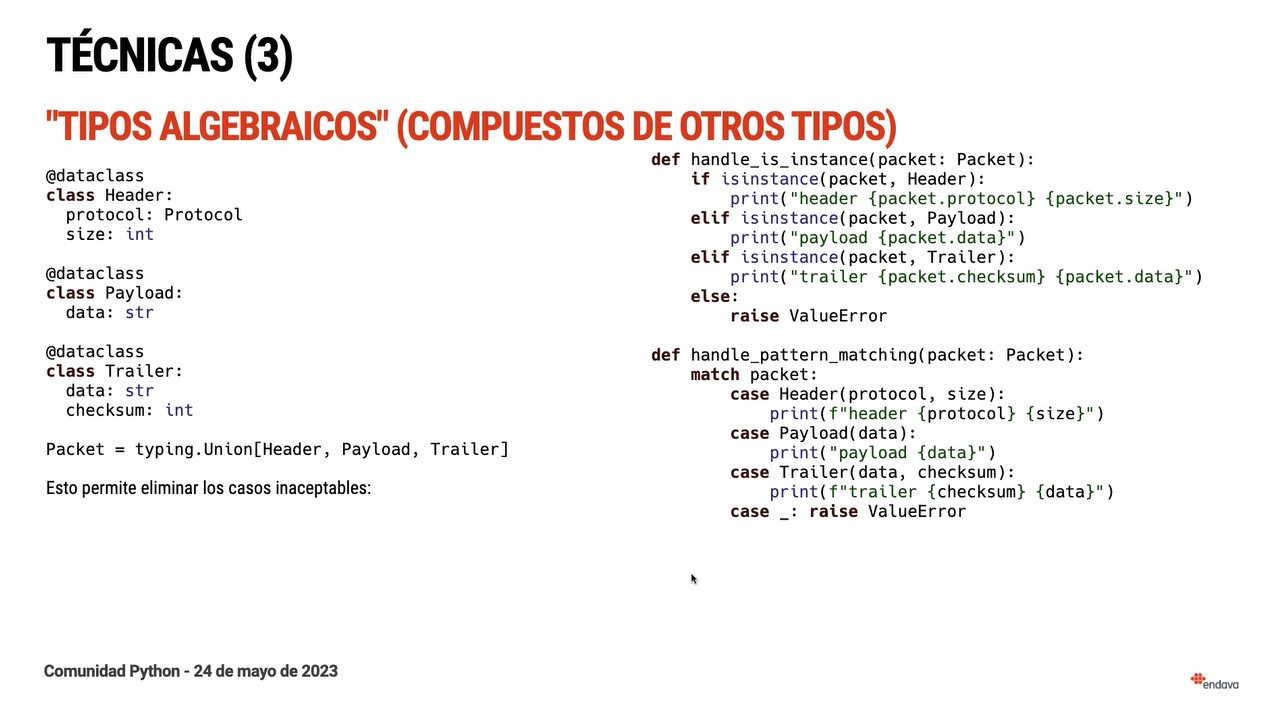 TÉCNICAS (3)
"TIPOS ALGEBRAICOS" (COMPUESTOS DE OTROS TIPOS)
@dataclass
class Header:
  protocol: Protocol
  size: int

@dataclass
class Payload:
  data: str

@dataclass
class Trailer:
  data: str
  checksum: int

Packet = typing.Union[Header, Payload, Trailer]

Esto permite eliminar los casos inaceptables:

def handle_is_instance(packet: Packet):
    if isinstance(packet, Header):
        print("header {packet.protocol} {packet.size}")
    elif isinstance(packet, Payload):
        print("payload {packet.data}")
    elif isinstance(packet, Trailer):
        print("trailer {packet.checksum} {packet.data}")
    else:
        raise ValueError

def handle_pattern_matching(packet: Packet):
    match packet:
        case Header(protocol, size):
            print(f"header {protocol} {size}")
        case Payload(data):
            print("payload {data}")
        case Trailer(data, checksum):
            print(f"trailer {checksum} {data}")
        case _: raise ValueError

Comunidad Python - 24 de mayo de 2023
endava